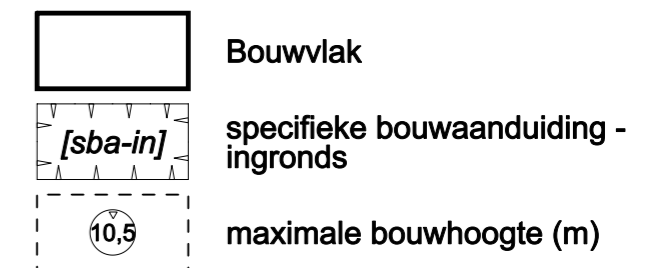 Bouwvlak
[sba-in]
specifieke bouwaanduiding -
ingronds
10,5
maximale bouwhoogte (m)